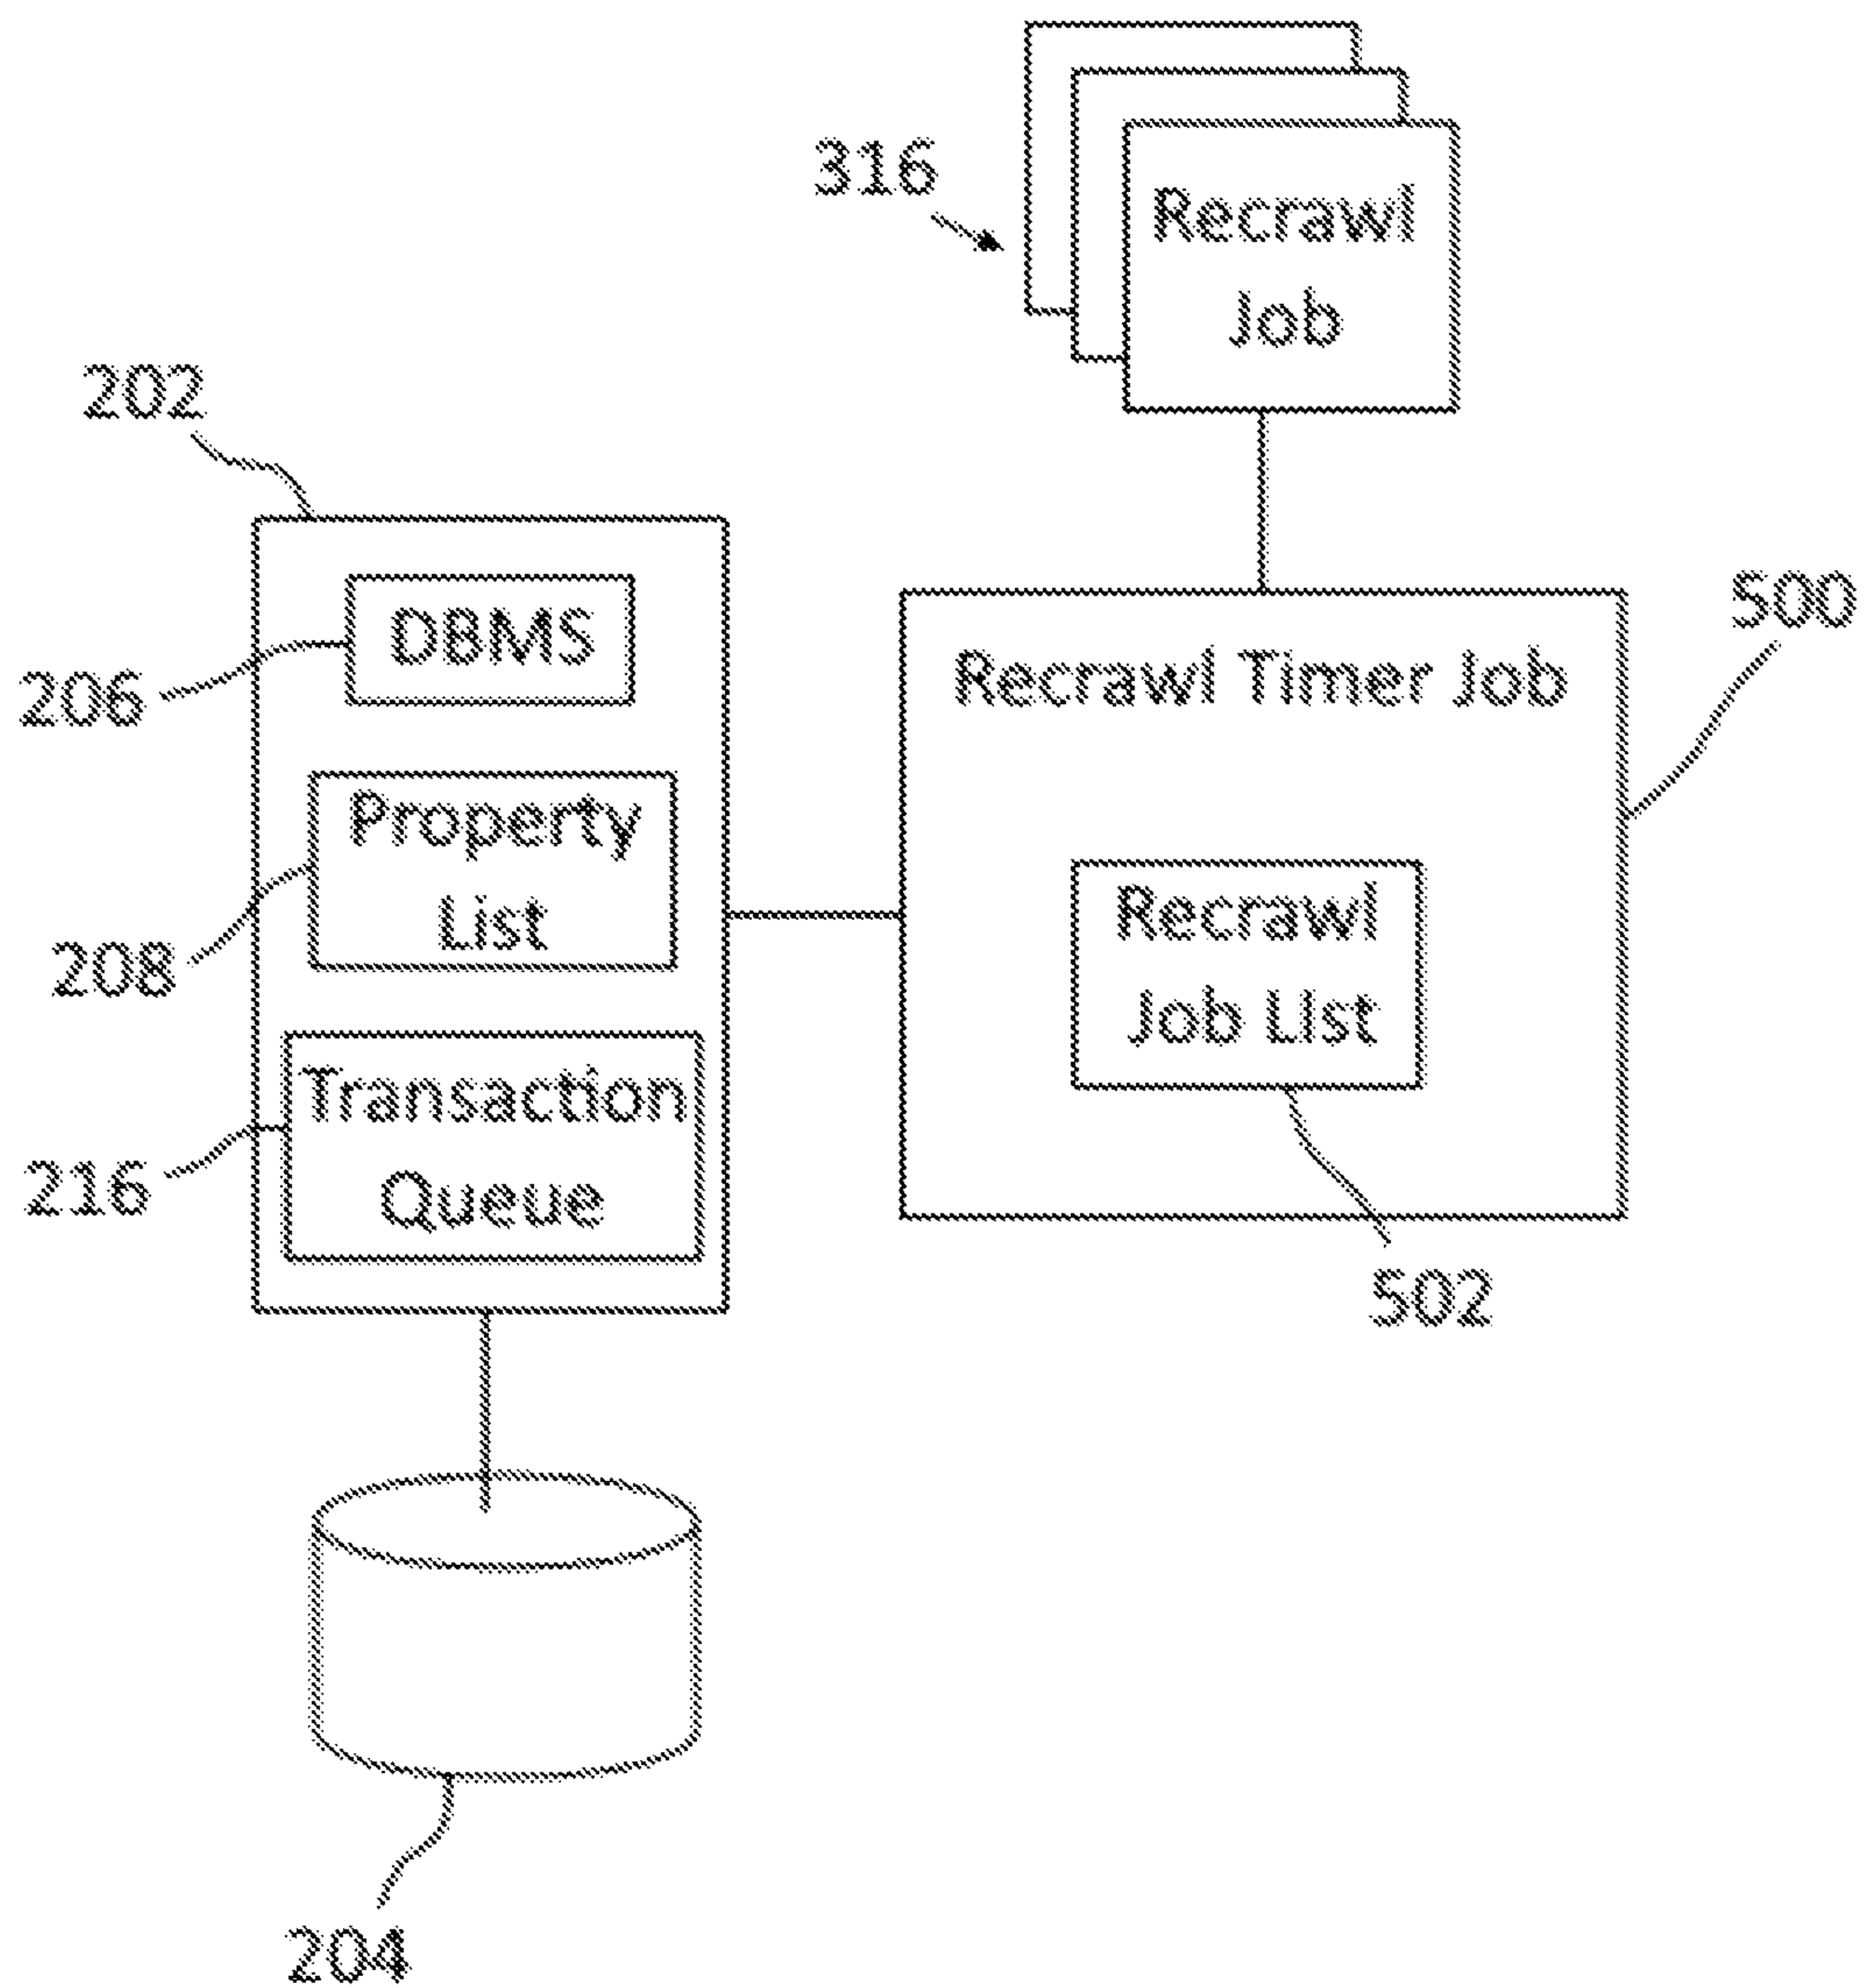 316
Recrawl
Job
202
DBMS
206
Property
List
208
Transaction
Queue
216
204
500
Recrawl Timer Job
Recrawl
Job List
502